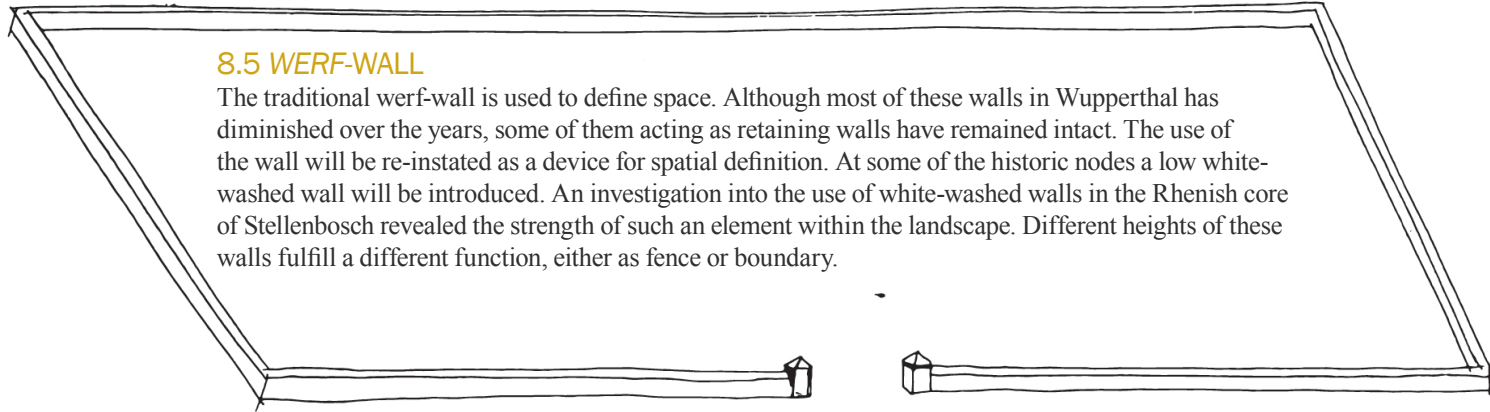 8.5 WERF-WALL
The traditional werf-wall is used to define space. Although most of these walls in Wupperthal has
diminished over the years, some of them acting as retaining walls have remained intact. The use of
the wall will be re-instated as a device for spatial definition. At some of the historic nodes a low white-
washed wall will be introduced. An investigation into the use of white-washed walls in the Rhenish core
of Stellenbosch revealed the strength of such an element within the landscape. Different heights of these
walls fulfill a different function, either as fence or boundary.